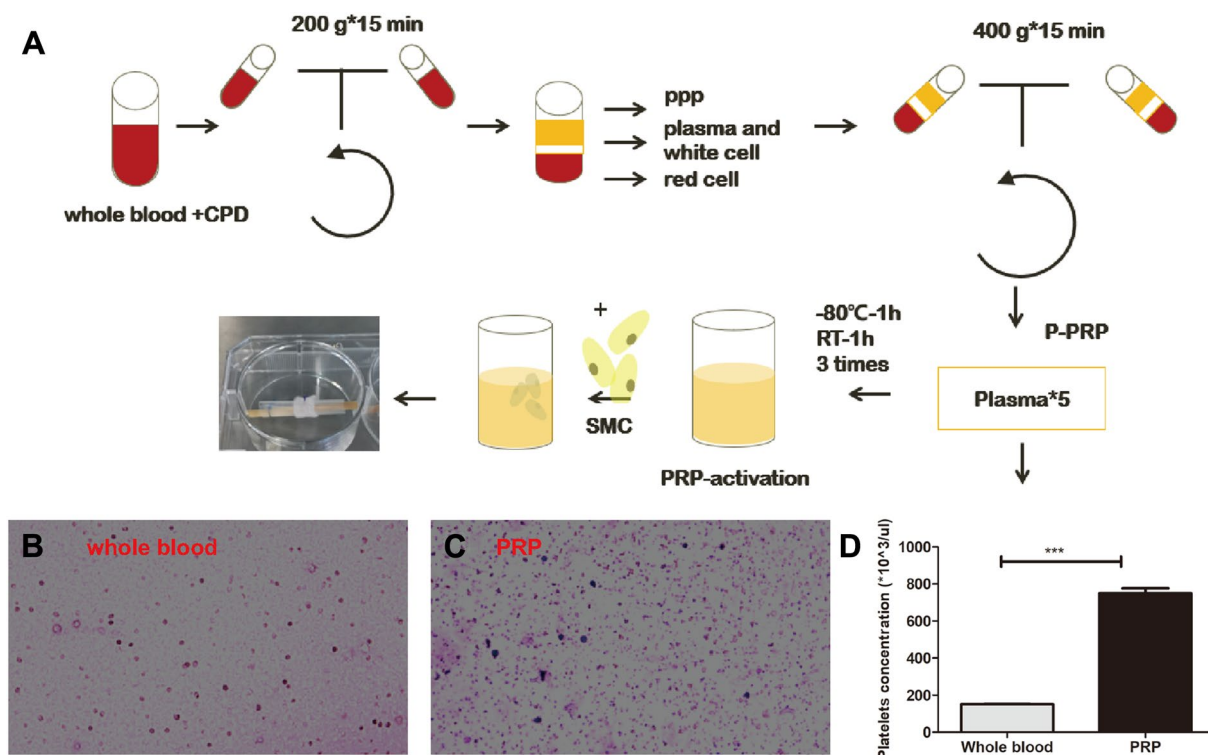 A
200 g*15 min
400 g*15 min
ppp
plasma and
white cell
red cell
whole blood +CPD
-80℃-1h
RT-1h
3 times
P-PRP
+
SMC
Plasma*5
PRP-activation
B
whole blood
C
PRP
D
Platelets concentration (*10^3/ul)
1000
800
600
400
200
0
***
Whole blood
PRP